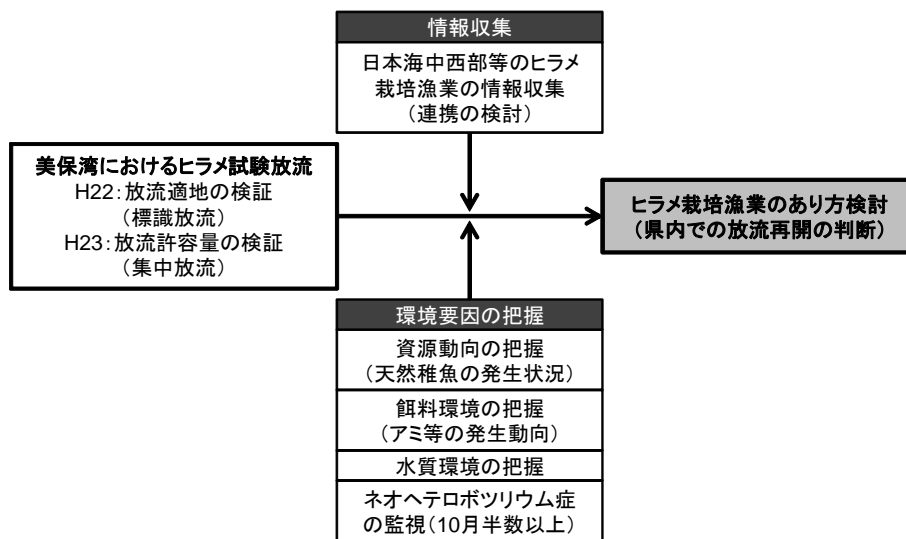 情報収集
日本海中西部等のヒラメ
栽培漁業の情報収集
（連携の検討）
美保湾におけるヒラメ試験放流
H22：放流適地の検証
（標識放流）
H23：放流許容量の検証
（集中放流）
ヒラメ栽培漁業のあり方検討
（県内での放流再開の判断）
環境要因の把握
資源動向の把握
（天然稚魚の発生状況）
餌料環境の把握
（アミ等の発生動向）
水質環境の把握
ネオヘテロボツリウム症
の監視（10月半数以上）